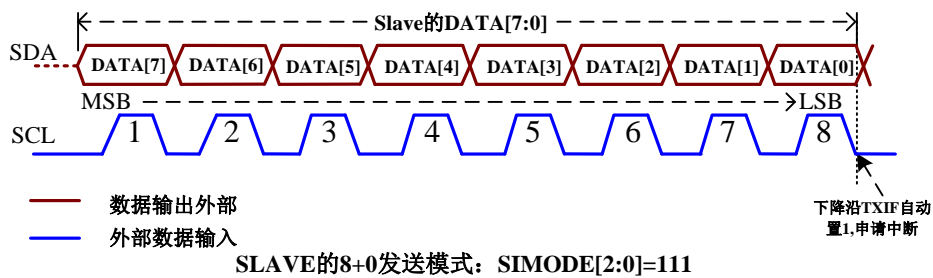 Slave的DATA[7:0]
SDA
DATA[7] DATA[6] DATA[5] DATA[4] DATA[3] DATA[2] DATA[1] DATA[0]
MSB LSB
SCL
1 2 3 4 5 6 7 8
数据输出外部
外部数据输入
下降沿TXIF自动
置1,申请中断
SLAVE的8+0发送模式：SIMODE[2:0]=111